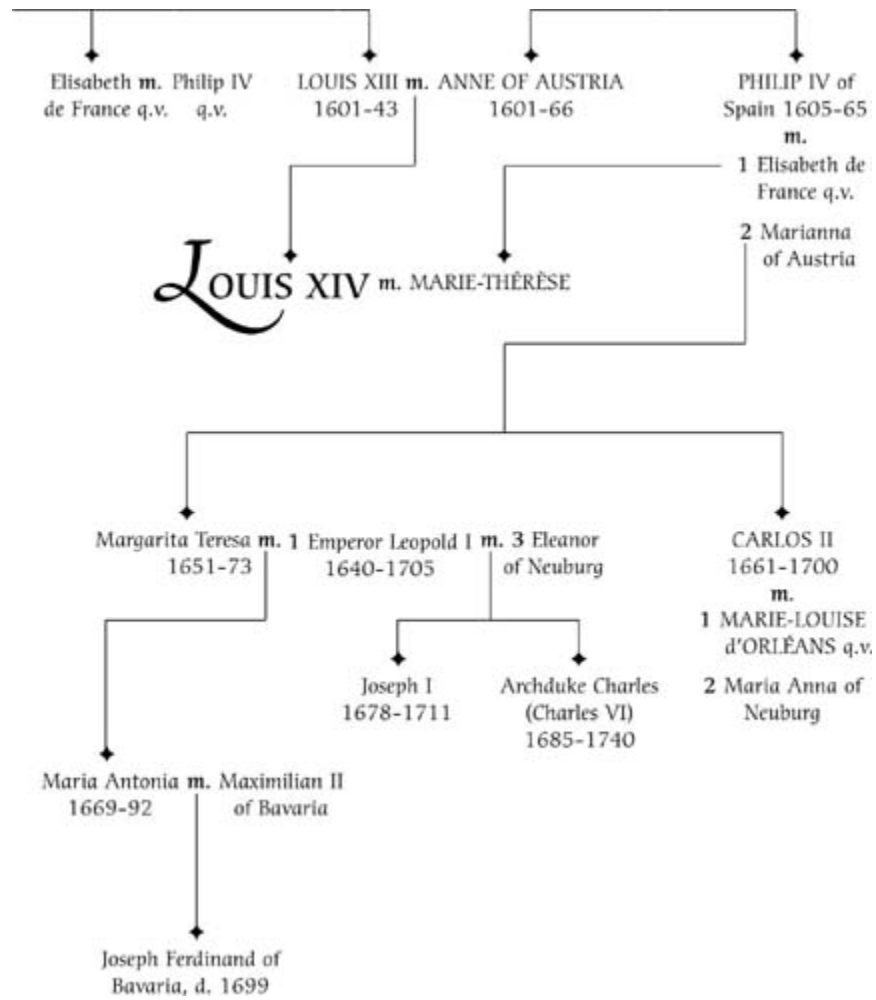 Elisabeth m. Philip IV
de France q.v. q.v.
LOUIS XIII m. ANNE OF AUSTRIA
1601-43 1601-66
PHILIP IV of
Spain 1605-65
m.
1 Elisabeth de
France q.v.
2 Marianna
of Austria
LOUIS XIV m. MARIE-THÉRÈSE
Margarita Teresa m. 1 Emperor Leopold I m. 3 Eleanor
1651-73 1640-1705 of Neuburg
CARLOS II
1661-1700
m.
1 MARIE-LOUISE
d'ORLÉANS q.v.
2 Maria Anna of
Neuburg
Joseph I
1678-1711
Archduke Charles
(Charles VI)
1685-1740
Maria Antonia m. Maximilian II
1669-92 of Bavaria
Joseph Ferdinand of
Bavaria, d. 1699